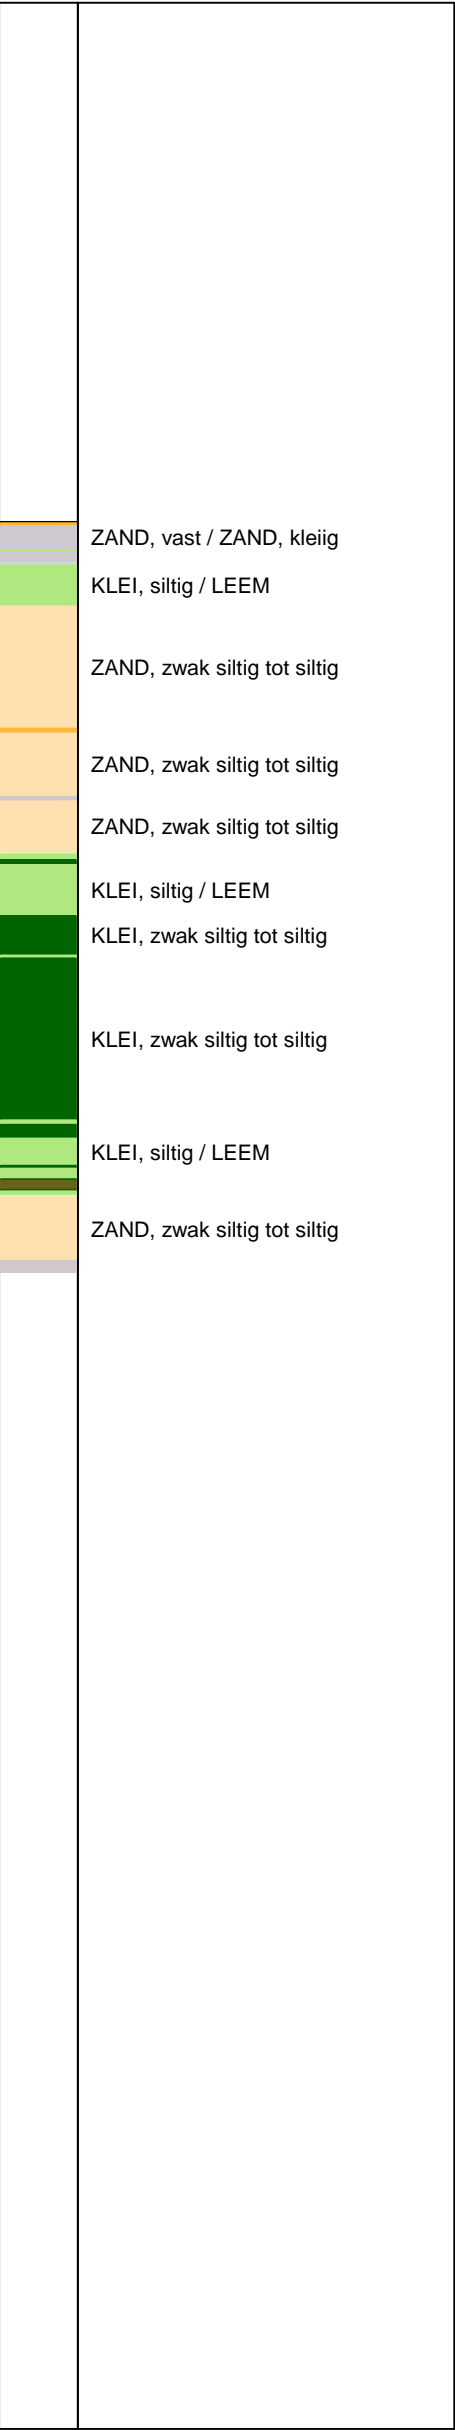 ZAND, vast / ZAND, kleiig
KLEI, siltig / LEEM
ZAND, zwak siltig tot siltig
ZAND, zwak siltig tot siltig
ZAND, zwak siltig tot siltig
KLEI, siltig / LEEM
KLEI, zwak siltig tot siltig
KLEI, zwak siltig tot siltig
KLEI, siltig / LEEM
ZAND, zwak siltig tot siltig